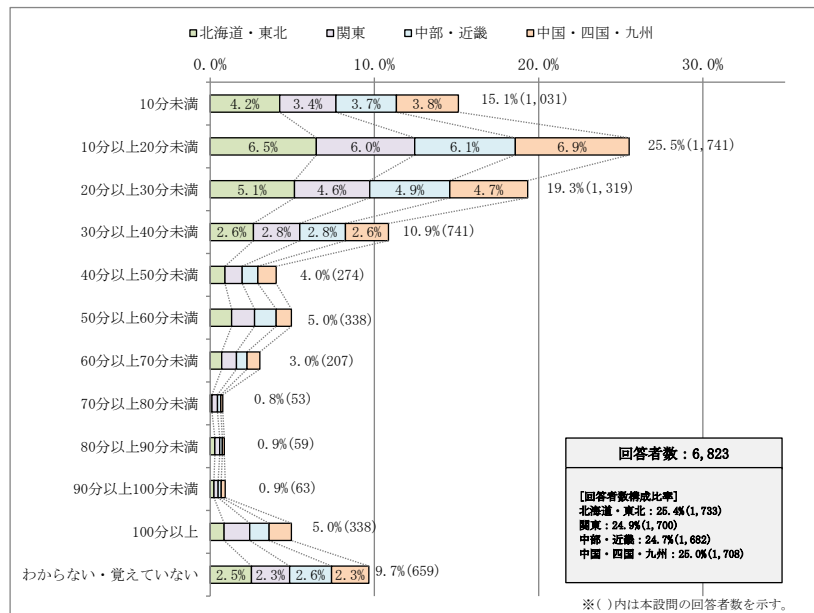 北海道・東北 関東 中部・近畿 中国・四国・九州
0.0% 10.0% 20.0% 30.0%
10分未満 4.2% 3.4% 3.7% 3.8% 15.1%(1,031)
10分以上20分未満 6.5% 6.0% 6.1% 6.9% 25.5%(1,741)
20分以上30分未満 5.1% 4.6% 4.9% 4.7% 19.3%(1,319)
30分以上40分未満 2.6% 2.8% 2.8% 2.6% 10.9%(741)
40分以上50分未満 4.0%(274)
50分以上60分未満 5.0%(338)
60分以上70分未満 3.0%(207)
70分以上80分未満 0.8%(53)
80分以上90分未満 0.9%(59)
90分以上100分未満 0.9%(63)
100分以上 5.0%(338)
わからない・覚えていない 2.5% 2.3% 2.6% 2.3% 9.7%(659)
回答者数：6,823
[回答者数構成比率]
北海道・東北：25.4%(1,733)
関東：24.9%(1,700)
中部・近畿：24.7%(1,682)
中国・四国・九州：25.0%(1,708)
※( )内は本設問の回答者数を示す。